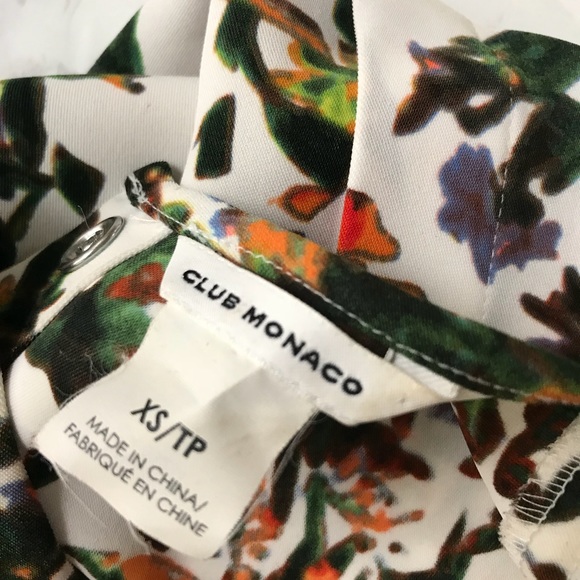 CLUB MONACO
XS/TP
MADE IN CHINA/
FABRIQUÉ EN CHINE